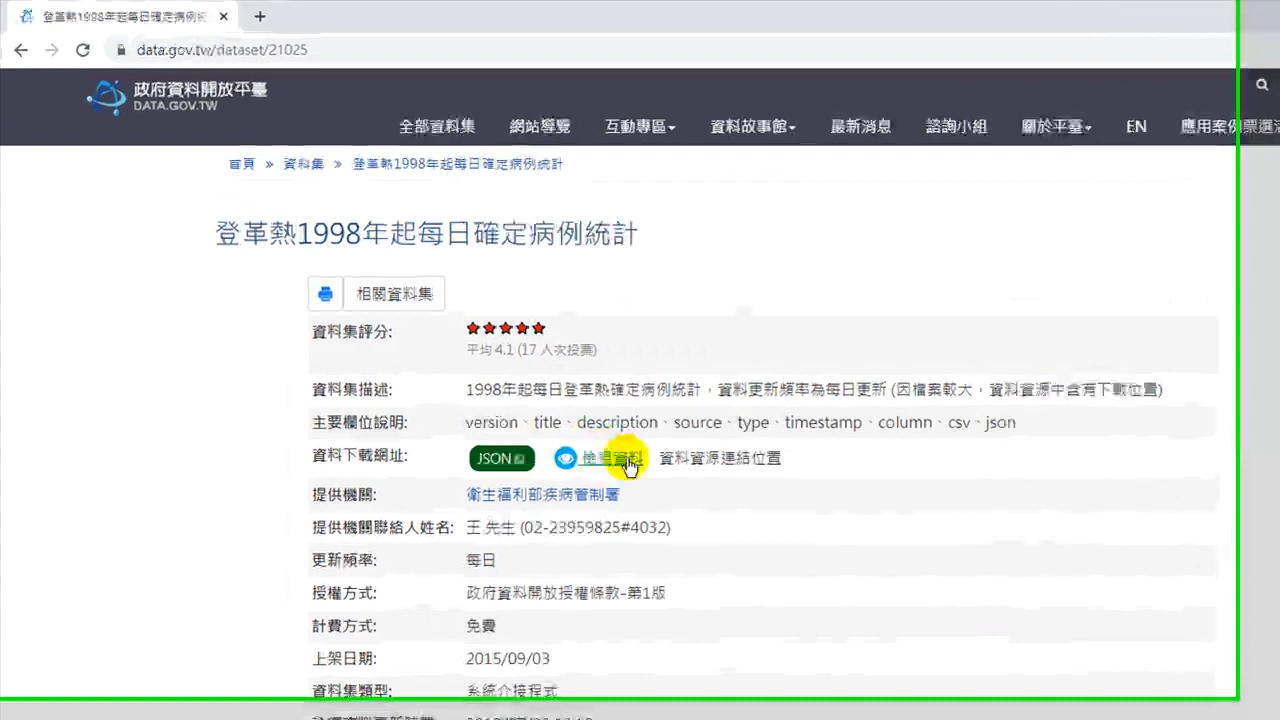 登革熱1998年起每日確定病例統
data.gov.tw/dataset/21025
政府資料開放平臺
DATA.GOV.TW
全部資料集 網站導覽 互動專區 資料故事館 最新消息 諮詢小組 關於平臺 EN 應用案例票選
首頁 » 資料集 » 登革熱1998年起每日確定病例統計
登革熱1998年起每日確定病例統計
相關資料集
資料集評分:
平均 4.1 (17 人次投票)
資料集描述: 1998年起每日登革熱確定病例統計，資料更新頻率為每日更新 (因檔案較大，資料資源中含有下載位置)
主要欄位說明: version、title、description、source、type、timestamp、column、csv、json
資料下載網址: JSON 檢視資料 資料資源連結位置
提供機關: 衛生福利部疾病管制署
提供機關聯絡人姓名: 王 先生 (02-23959825#4032)
更新頻率: 每日
授權方式: 政府資料開放授權條款-第1版
計費方式: 免費
上架日期: 2015/09/03
資料集類型: 系統介接程式